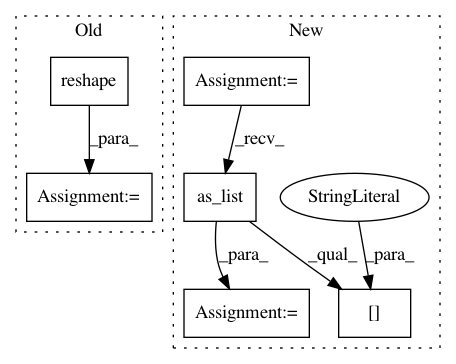 Old
New
reshape
Assignment:=
_para_
_recv_
Assignment:=
as_list
StringLiteral
_para_
_qual_
_para_
Assignment:=
[]